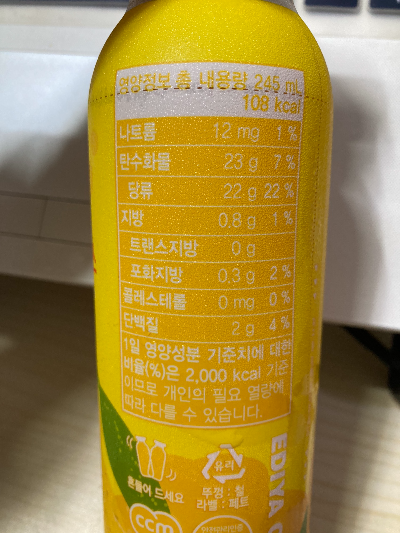 영양정보 총 내용량 245 mL
108 kcal
나트륨 12 mg 1 %
탄수화물 23 g 7 %
당류 22 g 22 %
지방 0.8 g 1 %
트랜스지방 0 g
포화지방 0.3 g 2 %
콜레스테롤 0 mg 0 %
단백질 2 g 4 %
1일 영양성분 기준치에 대한
비율(%)은 2,000 kcal 기준
이므로 개인의 필요 열량에
따라 다를 수 있습니다.
흔들어 드세요
유리
뚜껑 : 철
라벨 : 페트
EDIYA
ccm